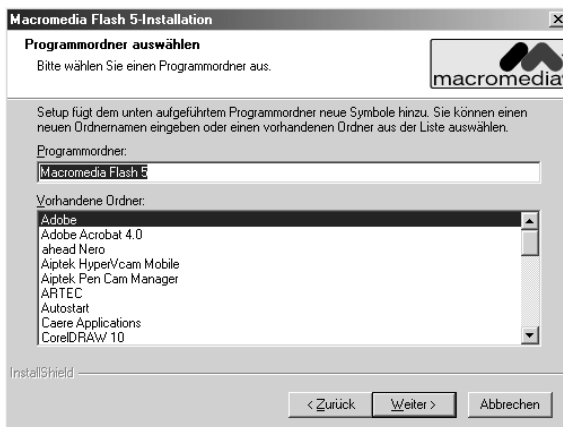 Macromedia Flash 5-Installation
Programmordner auswählen
Bitte wählen Sie einen Programmordner aus.
macromedia®
Setup fügt dem unten aufgeführtem Programmordner neue Symbole hinzu. Sie können einen
neuen Ordnernamen eingeben oder einen vorhandenen Ordner aus der Liste auswählen.
Programmordner:
Macromedia Flash 5
Vorhandene Ordner:
Adobe
Adobe Acrobat 4.0
ahead Nero
Aiptek HyperVcam Mobile
Aiptek Pen Cam Manager
ARTEC
Autostart
Caere Applications
CorelDRAW 10
InstallShield
< Zurück Weiter > Abbrechen